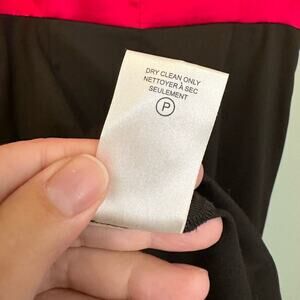 DRY CLEAN ONLY
NETTOYER À SEC
SEULEMENT
P